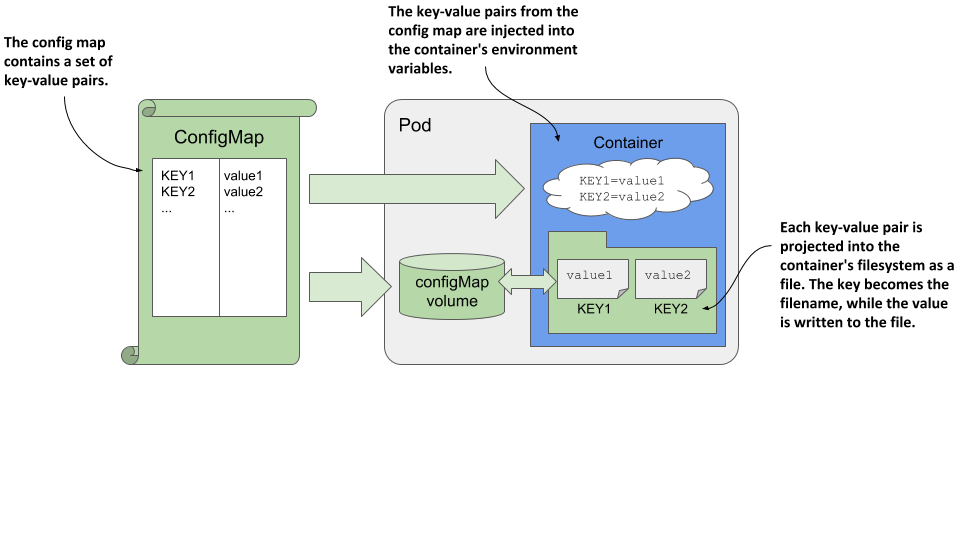 The key-value pairs from the
config map are injected into
the container's environment
variables.
The config map
contains a set of
key-value pairs.
ConfigMap
KEY1 value1
KEY2 value2
... ...
Pod
Container
KEY1=value1
KEY2=value2
configMap
volume
value1 value2
KEY1 KEY2
Each key-value pair is
projected into the
container's filesystem as a
file. The key becomes the
filename, while the value
is written to the file.